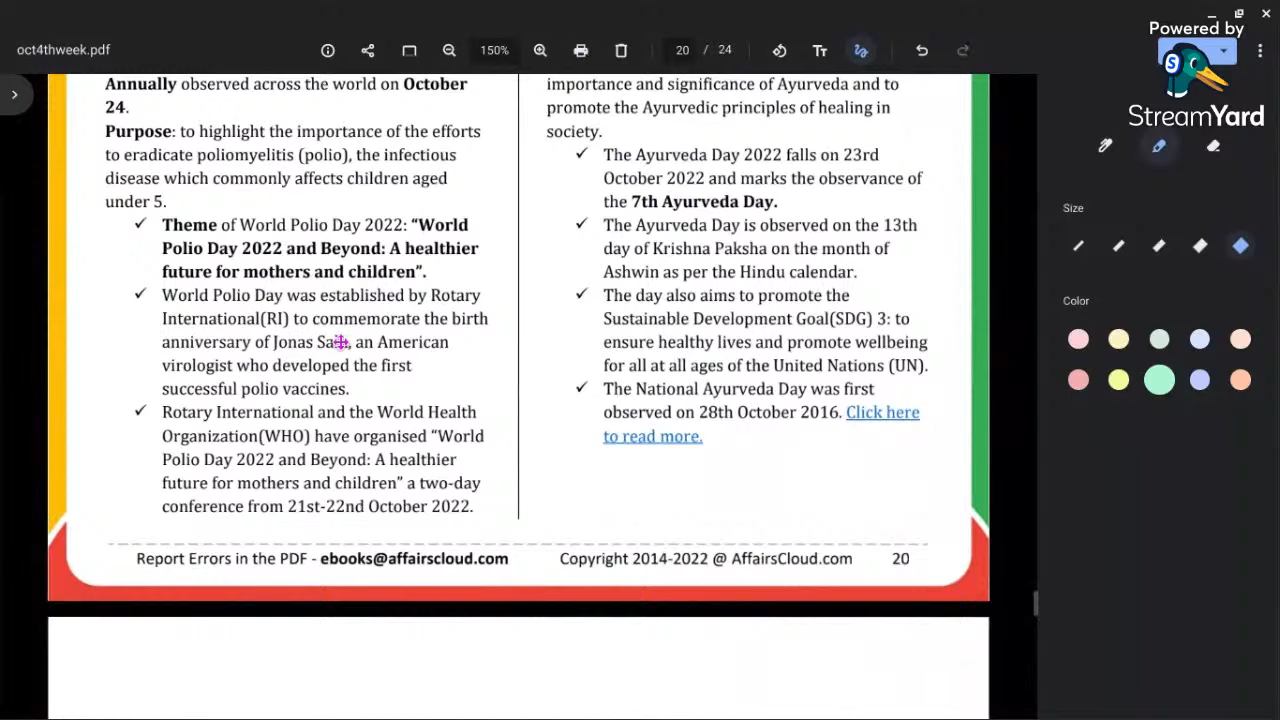 Powered by
StreamYard
oct4thweek.pdf
150%
20 / 24
Annually observed across the world on October
24.
Purpose: to highlight the importance of the efforts
to eradicate poliomyelitis (polio), the infectious
disease which commonly affects children aged
under 5.
✓ Theme of World Polio Day 2022: “World
Polio Day 2022 and Beyond: A healthier
future for mothers and children”.
✓ World Polio Day was established by Rotary
International(RI) to commemorate the birth
anniversary of Jonas an American
virologist who developed the first
successful polio vaccines.
✓ Rotary International and the World Health
Organization(WHO) have organised “World
Polio Day 2022 and Beyond: A healthier
future for mothers and children” a two-day
conference from 21st-22nd October 2022.
importance and significance of Ayurveda and to
promote the Ayurvedic principles of healing in
society.
✓ The Ayurveda Day 2022 falls on 23rd
October 2022 and marks the observance of
the 7th Ayurveda Day.
✓ The Ayurveda Day is observed on the 13th
day of Krishna Paksha on the month of
Ashwin as per the Hindu calendar.
✓ The day also aims to promote the
Sustainable Development Goal(SDG) 3: to
ensure healthy lives and promote wellbeing
for all at all ages of the United Nations (UN).
✓ The National Ayurveda Day was first
observed on 28th October 2016. Click here
to read more.
Report Errors in the PDF - ebooks@affairscloud.com
Copyright 2014-2022 @ AffairsCloud.com
20
Size
Color